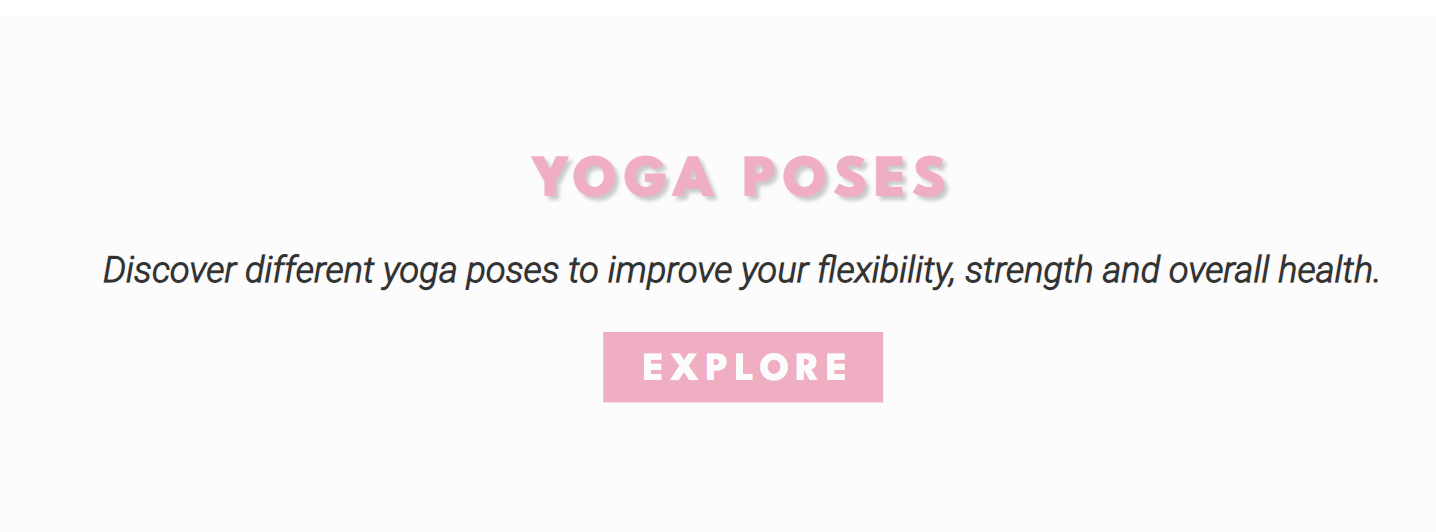 YOGA POSES
Discover different yoga poses to improve your flexibility, strength and overall health.
EXPLORE